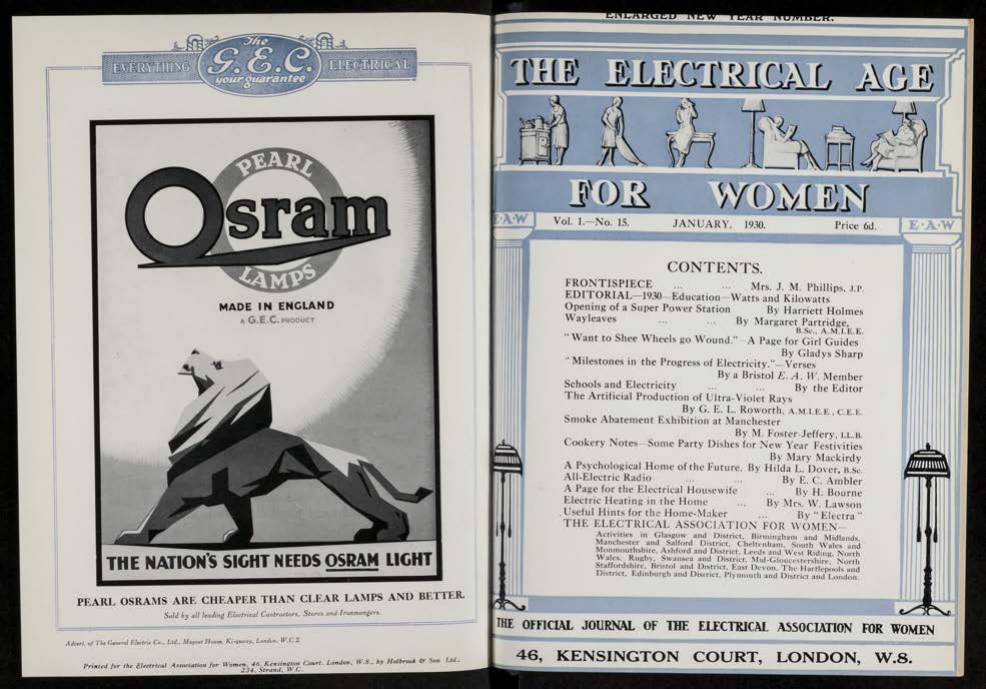 The
EVERYTHING G.E.C. ELECTRICAL
your guarantee
PEARL
Osram
LAMPS
MADE IN ENGLAND
A G.E.C. PRODUCT
THE NATION'S SIGHT NEEDS OSRAM LIGHT
PEARL OSRAMS ARE CHEAPER THAN CLEAR LAMPS AND BETTER.
Sold by all leading Electrical Contractors, Stores and Ironmongers.
Advert. of The General Electric Co., Ltd., Magnet House, Kingsway, London, W.C.2
Printed for the Electrical Association for Women, 46, Kensington Court, London, W.8., by Holbrook & Son Ltd.,
234, Strand, W.C.
ENLARGED NEW YEAR NUMBER.
THE ELECTRICAL AGE
FOR WOMEN
E·A·W Vol. 1.—No. 15. JANUARY, 1930. Price 6d. E·A·W
CONTENTS.
FRONTISPIECE ... ... Mrs. J. M. Phillips, J.P.
EDITORIAL—1930—Education—Watts and Kilowatts
Opening of a Super Power Station By Harriett Holmes
Wayleaves ... ... By Margaret Partridge,
B.Sc., A.M.I.E.E.
"Want to Shee Wheels go Wound."—A Page for Girl Guides
By Gladys Sharp
"Milestones in the Progress of Electricity."—Verses
By a Bristol E. A. W. Member
Schools and Electricity ... ... By the Editor
The Artificial Production of Ultra-Violet Rays
By G. E. L. Roworth, A.M.I.E.E., C.E.E.
Smoke Abatement Exhibition at Manchester
By M. Foster-Jeffery, LL.B.
Cookery Notes—Some Party Dishes for New Year Festivities
By Mary Mackirdy
A Psychological Home of the Future. By Hilda L. Dover, B.Sc.
All-Electric Radio ... ... By E. C. Ambler
A Page for the Electrical Housewife ... By H. Bourne
Electric Heating in the Home ... By Mrs. W. Lawson
Useful Hints for the Home-Maker ... By "Electra"
THE ELECTRICAL ASSOCIATION FOR WOMEN—
Activities in Glasgow and District, Birmingham and Midlands,
Manchester and Salford District, Cheltenham, South Wales and
Monmouthshire, Ashford and District, Leeds and West Riding, North
Wales, Rugby, Swansea and District, Mid-Gloucestershire, North
Staffordshire, Bristol and District, East Devon, The Hartlepools and
District, Edinburgh and District, Plymouth and District and London.
THE OFFICIAL JOURNAL OF THE ELECTRICAL ASSOCIATION FOR WOMEN
46, KENSINGTON COURT, LONDON, W.8.